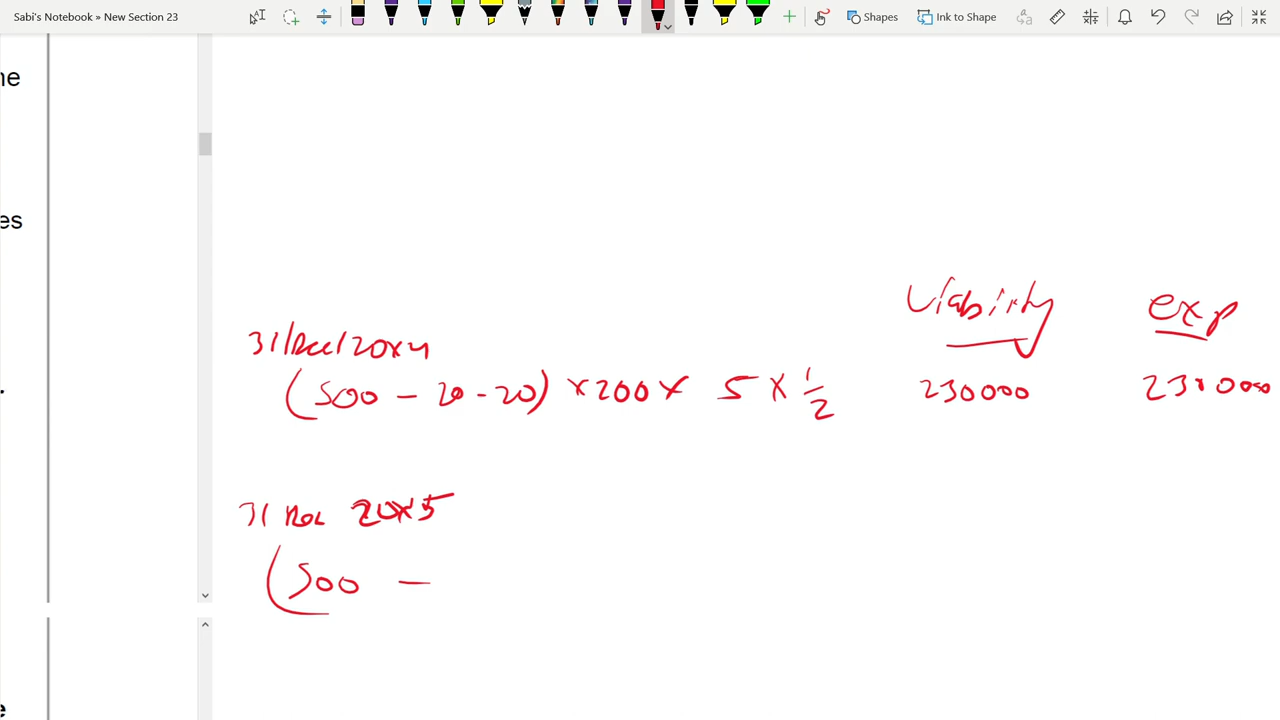 Sabi's Notebook » New Section 23
Shapes
Ink to Shape
es
Liability exp
31/Dec/20x4
(500 - 20 - 20) × 200 × 5 × 1/2 230000 230000
31 Dec 20x5
(500 -